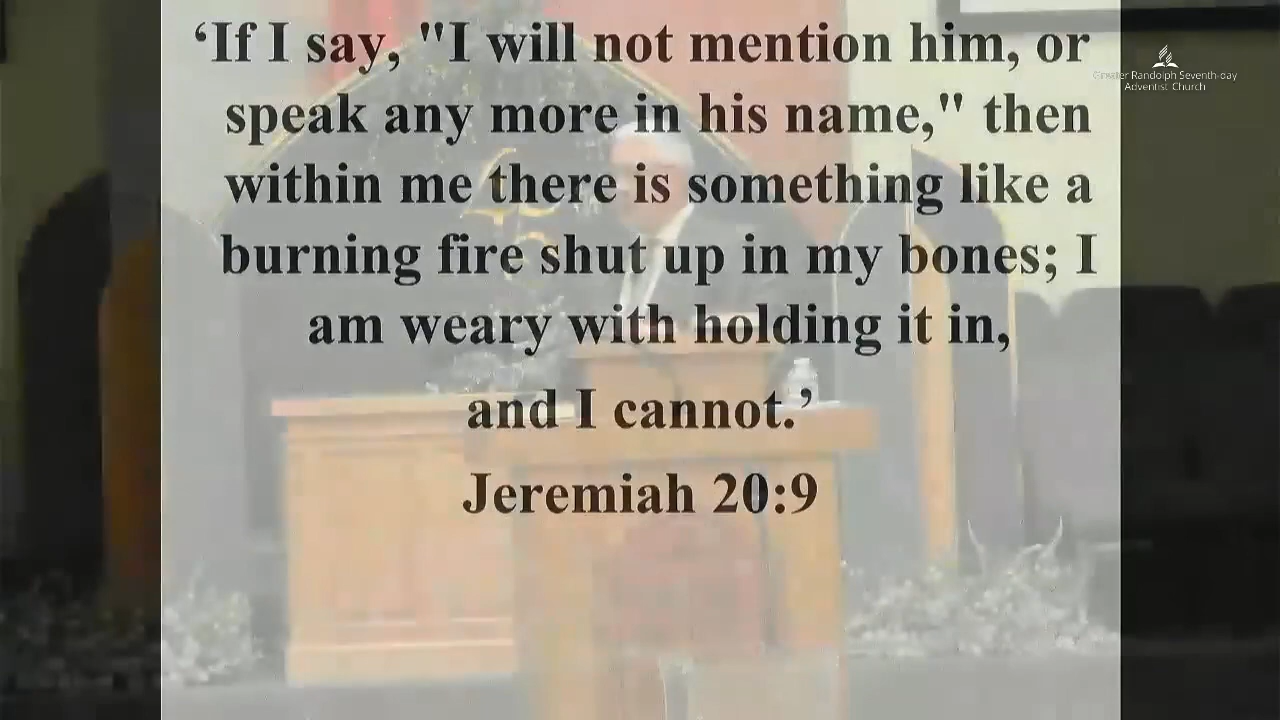 ‘If I say, "I will not mention him, or
speak any more in his name," then
within me there is something like a
burning fire shut up in my bones; I
am weary with holding it in,
and I cannot.’
Jeremiah 20:9
Greater Randolph Seventh-day
Adventist Church